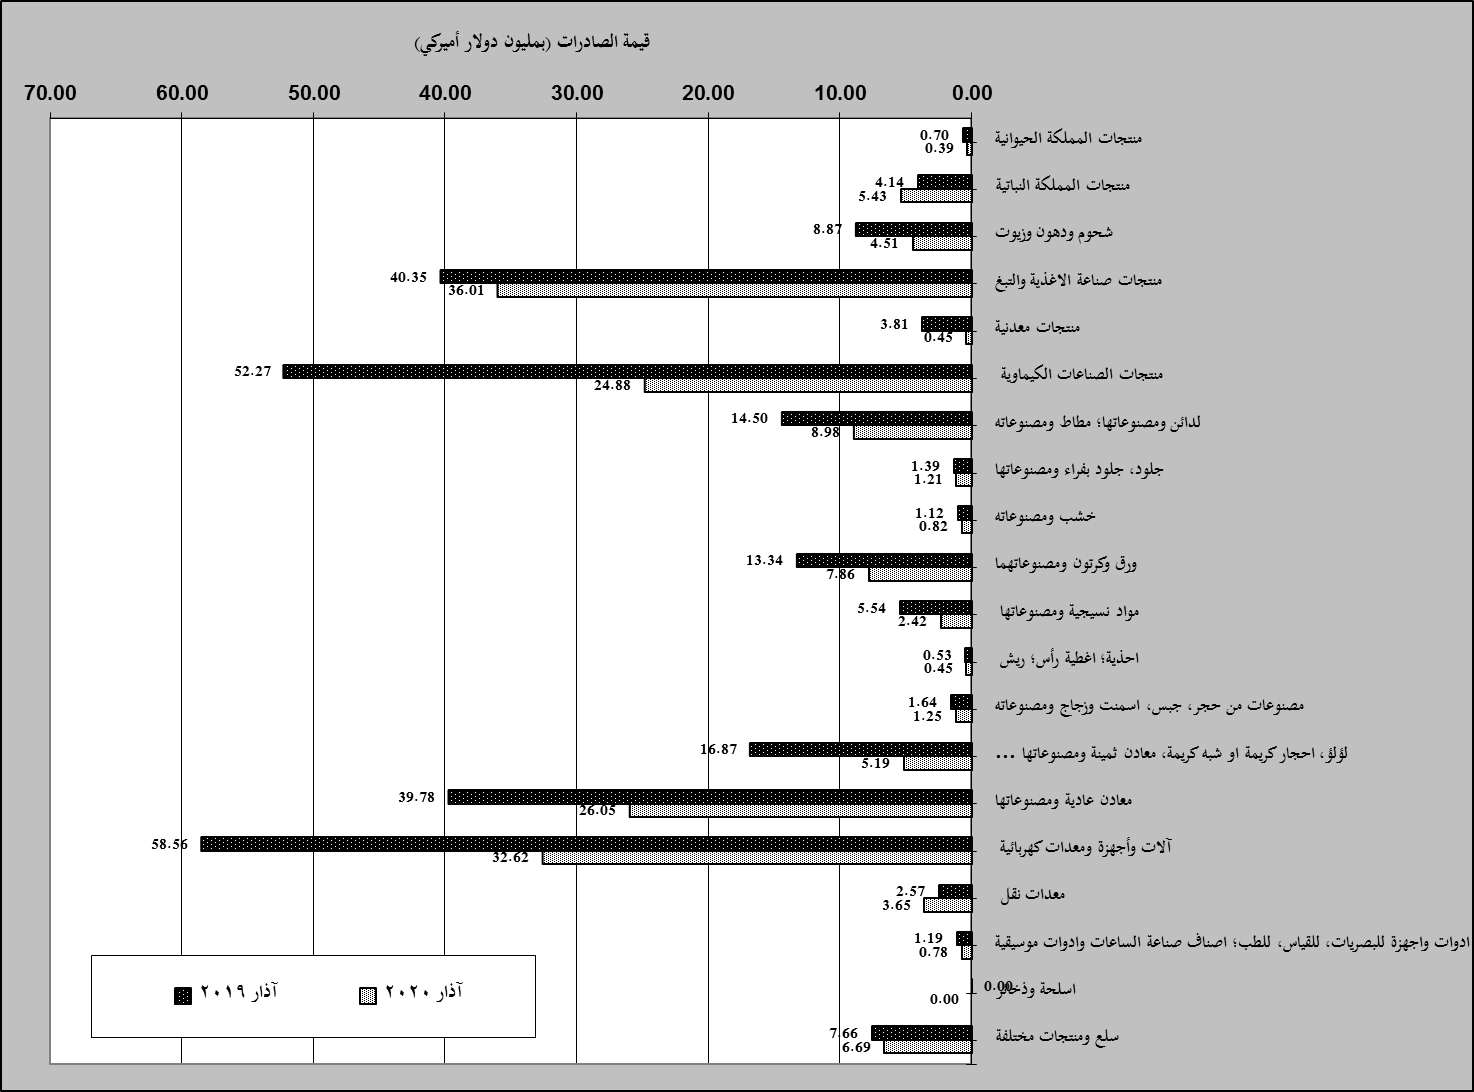 قيمة الصادرات (بمليون دولار أميركي)
70.00 60.00 50.00 40.00 30.00 20.00 10.00 0.00
منتجات المملكة الحيوانية
0.70
0.39
منتجات المملكة النباتية
4.14
5.43
شحوم ودهون وزيوت
8.87
4.51
منتجات صناعة الاغذية والتبغ
40.35
36.01
منتجات معدنية
3.81
0.45
منتجات الصناعات الكيماوية
52.27
24.88
لدائن ومصنوعاتها؛ مطاط ومصنوعاته
14.50
8.98
جلود، جلود بفراء ومصنوعاتها
1.39
1.21
خشب ومصنوعاته
1.12
0.82
ورق وكرتون ومصنوعاتهما
13.34
7.86
مواد نسيجية ومصنوعاتها
5.54
2.42
احذية؛ اغطية رأس؛ ريش
0.53
0.45
مصنوعات من حجر، جبس، اسمنت وزجاج ومصنوعاته
1.64
1.25
لؤلؤ، احجار كريمة او شبه كريمة، معادن ثمينة ومصنوعاتها ...
16.87
5.19
معادن عادية ومصنوعاتها
39.78
26.05
آلات وأجهزة ومعدات كهربائية
58.56
32.62
معدات نقل
2.57
3.65
ادوات واجهزة للبصريات، للقياس، للطب؛ اصناف صناعة الساعات وادوات موسيقية
1.19
0.78
اسلحة وذخائر
0.00
0.00
سلع ومنتجات مختلفة
7.66
6.69
آذار ٢٠٢٠
آذار ٢٠١٩